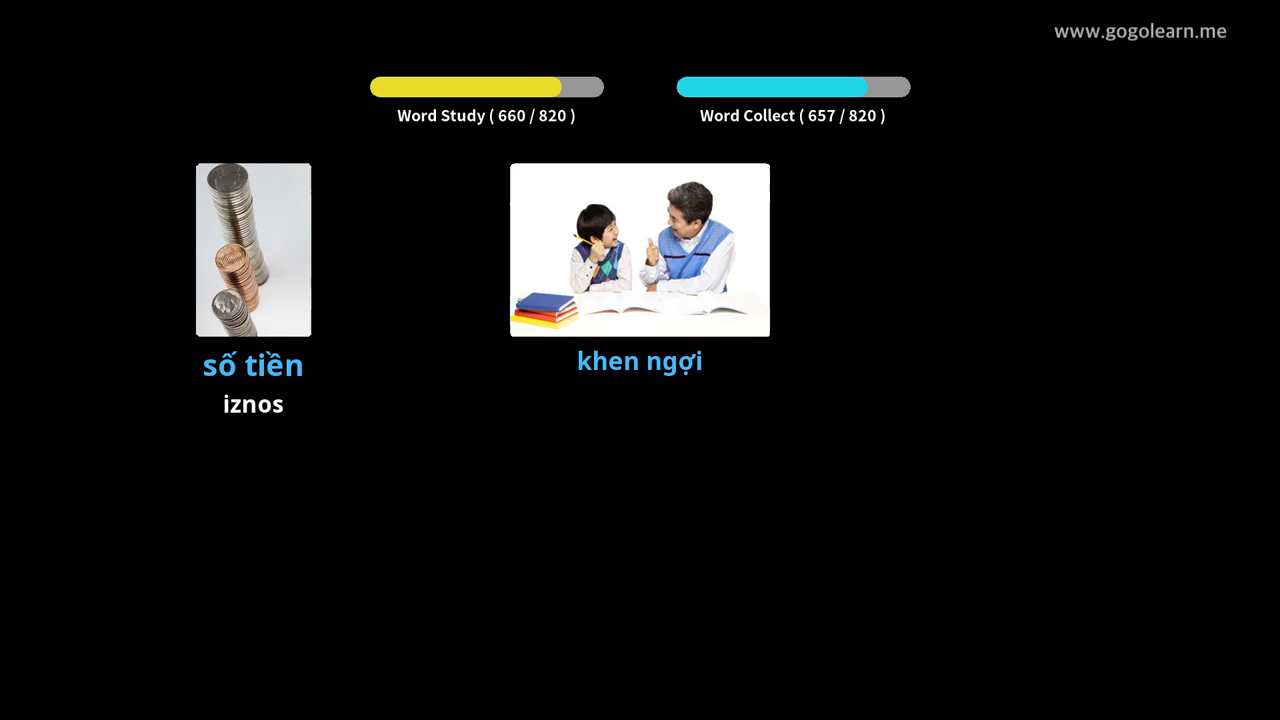 www.gogolearn.me
Word Study ( 660 / 820 )
Word Collect ( 657 / 820 )
số tiền
iznos
khen ngợi